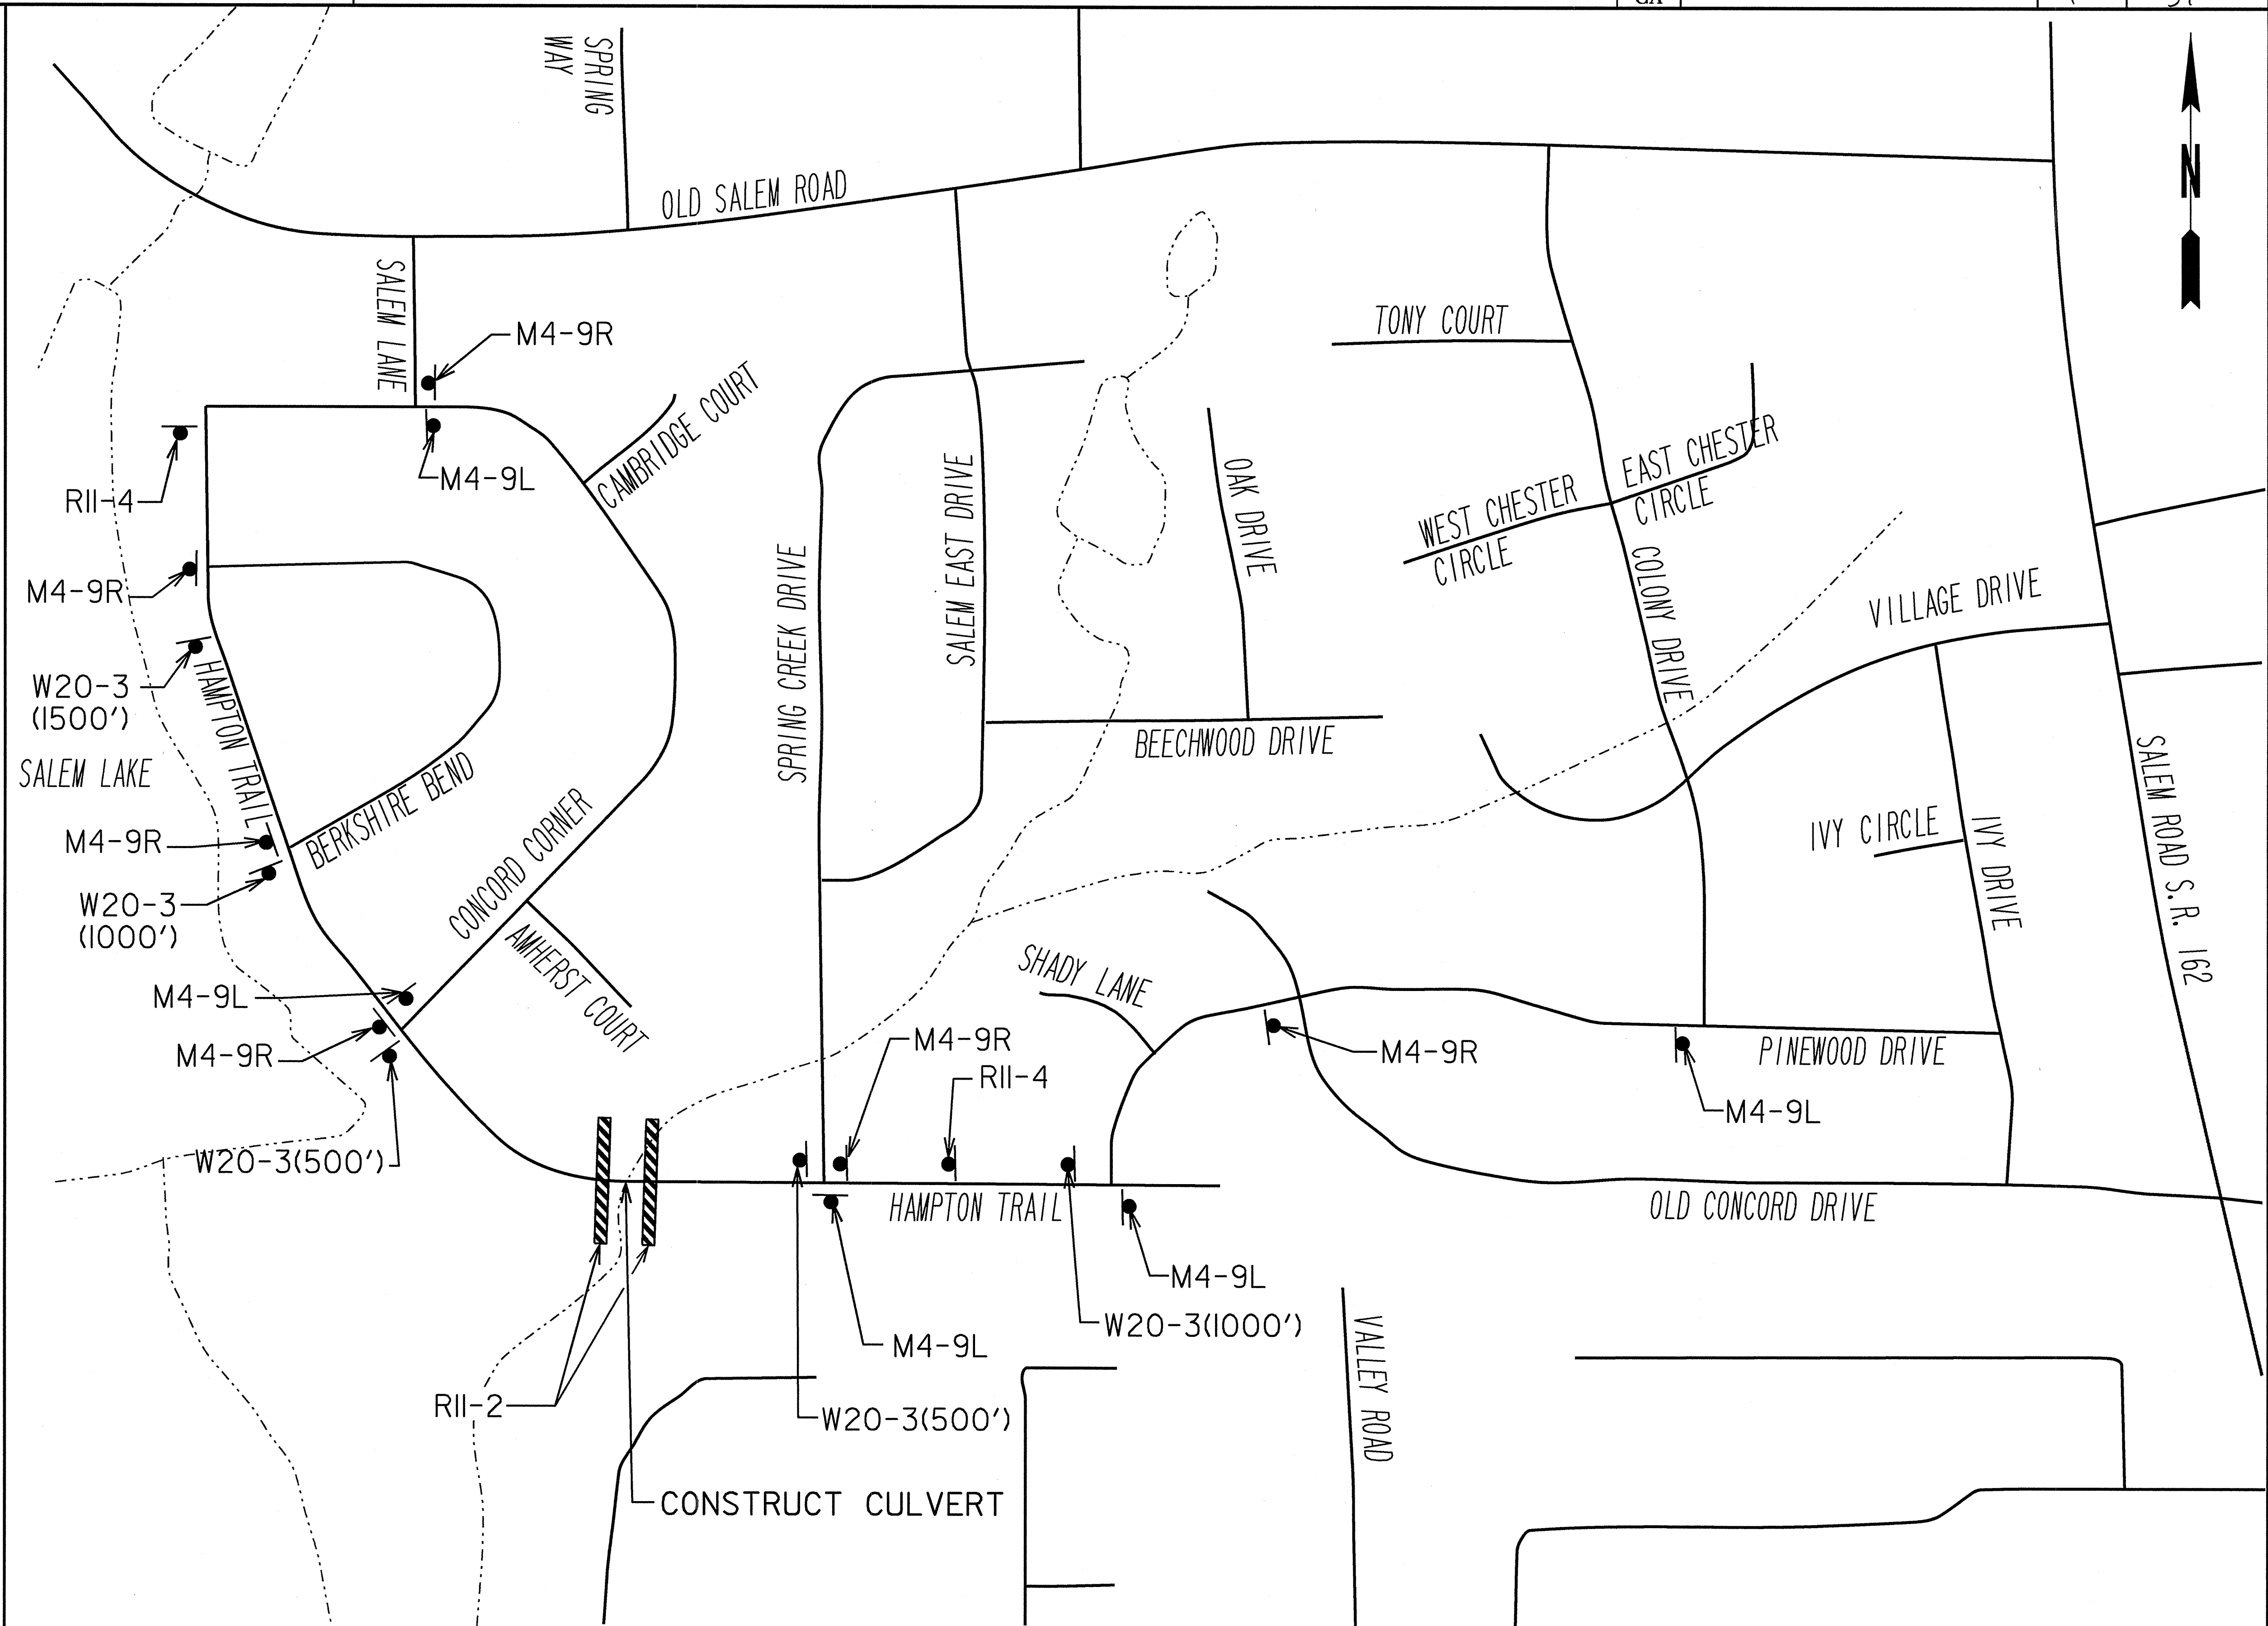 SPRING
WAY
N
OLD SALEM ROAD
SALEM LANE
M4-9R
TONY COURT
CAMBRIDGE COURT
M4-9L
R11-4
EAST CHESTER
CIRCLE
WEST CHESTER
CIRCLE
OAK DRIVE
SALEM EAST DRIVE
SPRING CREEK DRIVE
COLONY DRIVE
VILLAGE DRIVE
M4-9R
W20-3
(1500')
HAMPTON TRAIL
SALEM LAKE
BEECHWOOD DRIVE
SALEM ROAD S.R. 162
BERKSHIRE BEND
M4-9R
W20-3
(1000')
CONCORD CORNER
IVY CIRCLE
IVY DRIVE
AMHERST COURT
SHADY LANE
M4-9L
M4-9R
M4-9R
R11-4
M4-9R
PINEWOOD DRIVE
M4-9L
W20-3(500')
HAMPTON TRAIL
OLD CONCORD DRIVE
M4-9L
W20-3(1000')
M4-9L
VALLEY ROAD
R11-2
W20-3(500')
CONSTRUCT CULVERT